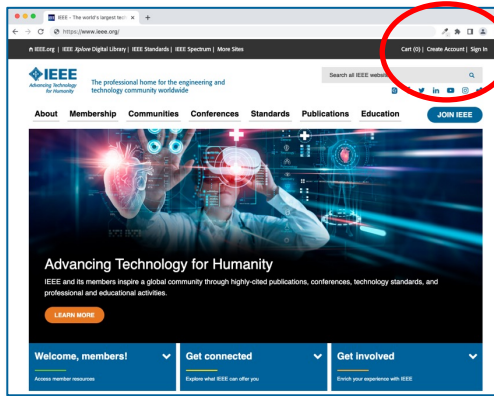 IEEE - The world's largest tech
https://www.ieee.org/
IEEE.org | IEEE Xplore Digital Library | IEEE Standards | IEEE Spectrum | More Sites
Cart (0) | Create Account | Sign In
IEEE
Advancing Technology
for Humanity
The professional home for the engineering and
technology community worldwide
Search all IEEE websites
About Membership Communities Conferences Standards Publications Education JOIN IEEE
Advancing Technology for Humanity
IEEE and its members inspire a global community through highly-cited publications, conferences, technology standards, and
professional and educational activities.
LEARN MORE
Welcome, members! Get connected Get involved
Access member resources Explore what IEEE can offer you Enrich your experience with IEEE